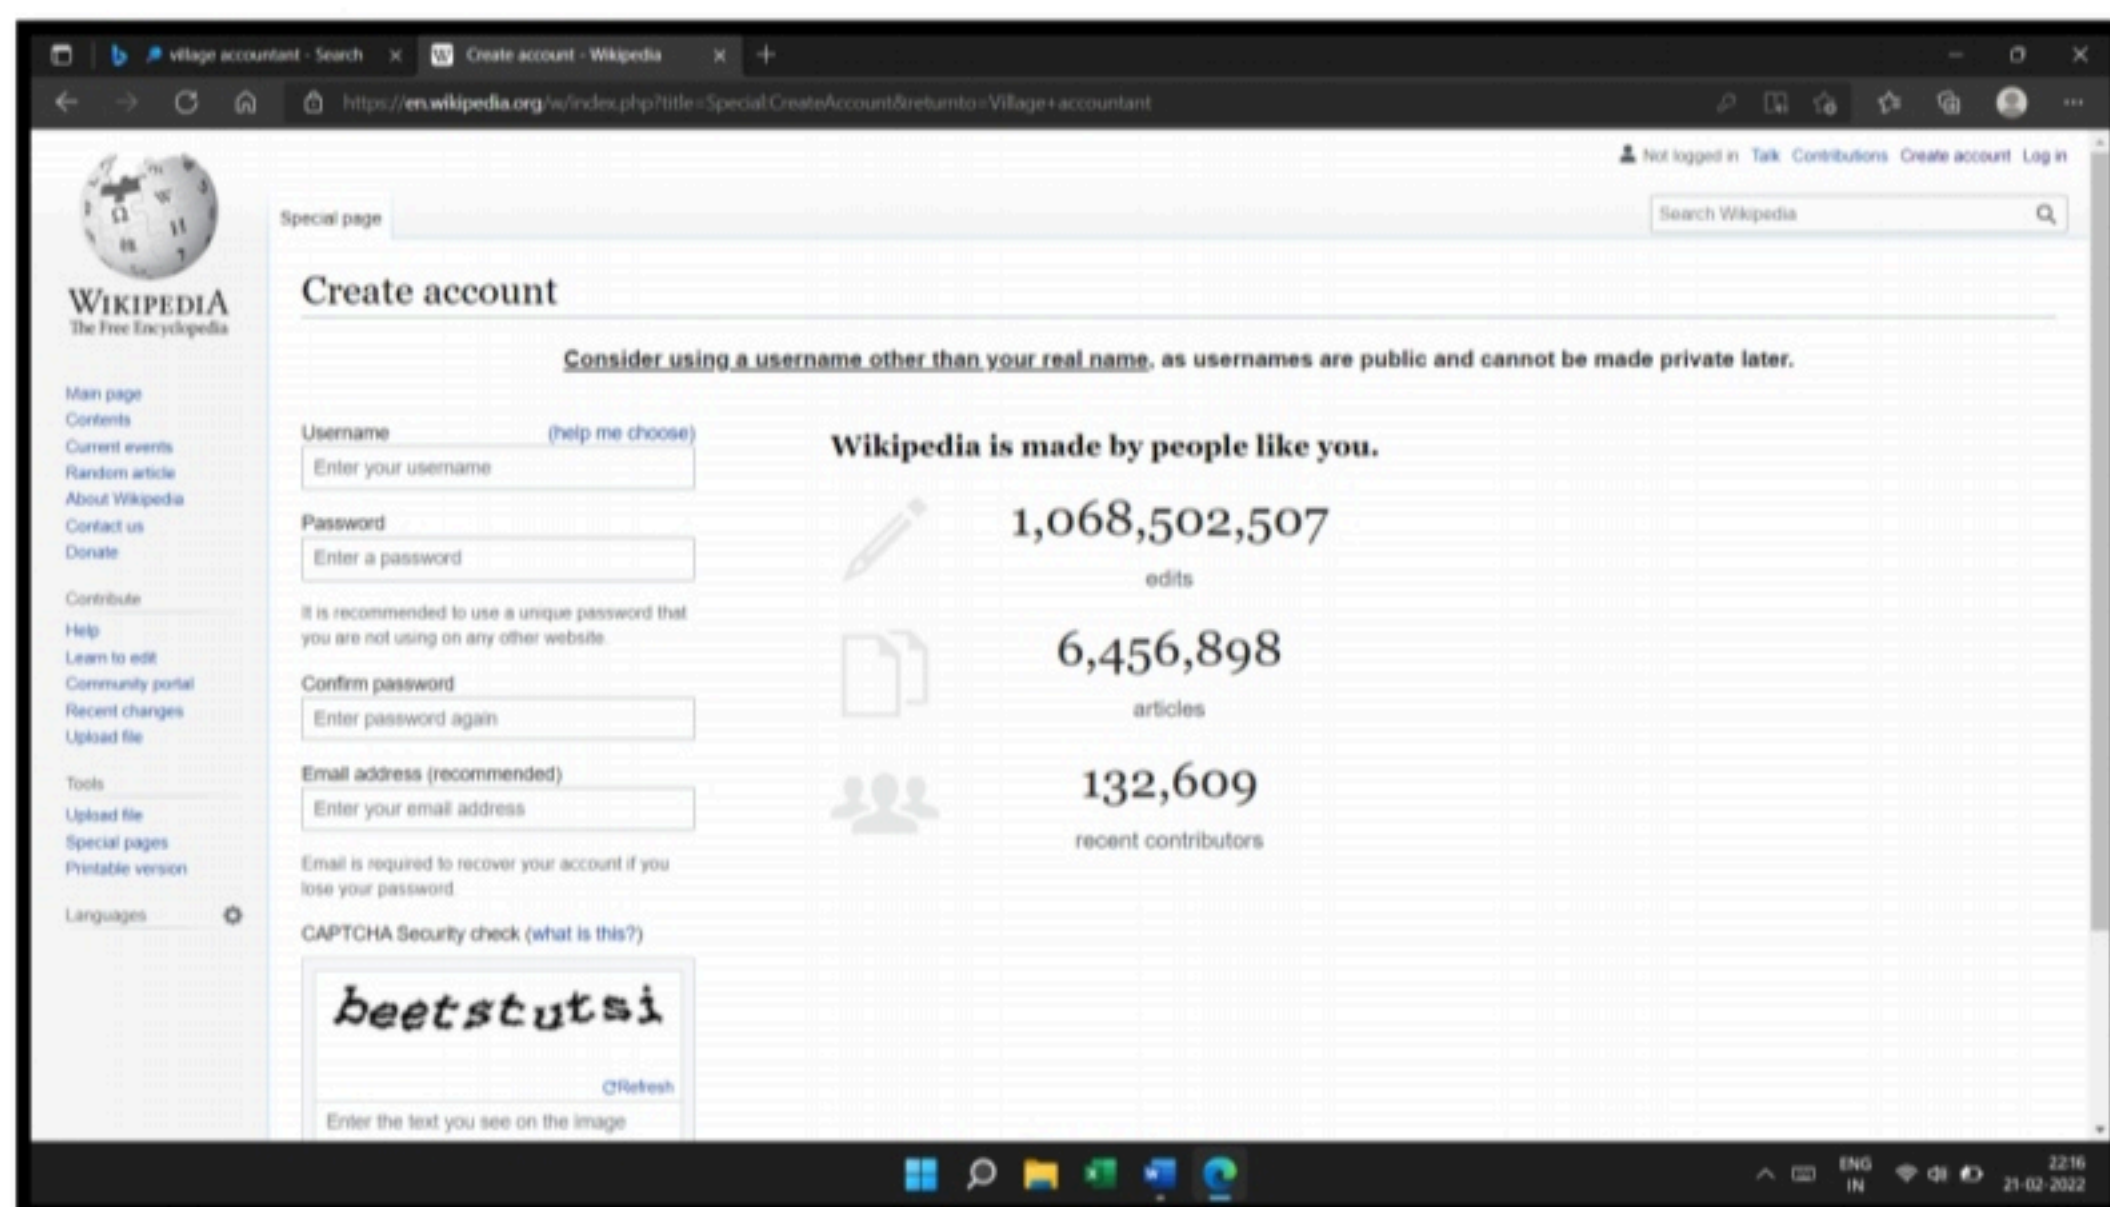 village accountant - Search
Create account - Wikipedia
https://en.wikipedia.org/w/index.php?title=Special:CreateAccount&returnto=Village+accountant
Not logged in Talk Contributions Create account Log in
Special page
Search Wikipedia
WIKIPEDIA
The Free Encyclopedia
Main page
Contents
Current events
Random article
About Wikipedia
Contact us
Donate
Contribute
Help
Learn to edit
Community portal
Recent changes
Upload file
Tools
Upload file
Special pages
Printable version
Languages
Create account
Consider using a username other than your real name, as usernames are public and cannot be made private later.
Username (help me choose)
Enter your username
Password
Enter a password
It is recommended to use a unique password that
you are not using on any other website.
Confirm password
Enter password again
Email address (recommended)
Enter your email address
Email is required to recover your account if you
lose your password.
CAPTCHA Security check (what is this?)
beetstutsi
Refresh
Enter the text you see on the image
Wikipedia is made by people like you.
1,068,502,507
edits
6,456,898
articles
132,609
recent contributors
ENG
IN
22:16
21-02-2022